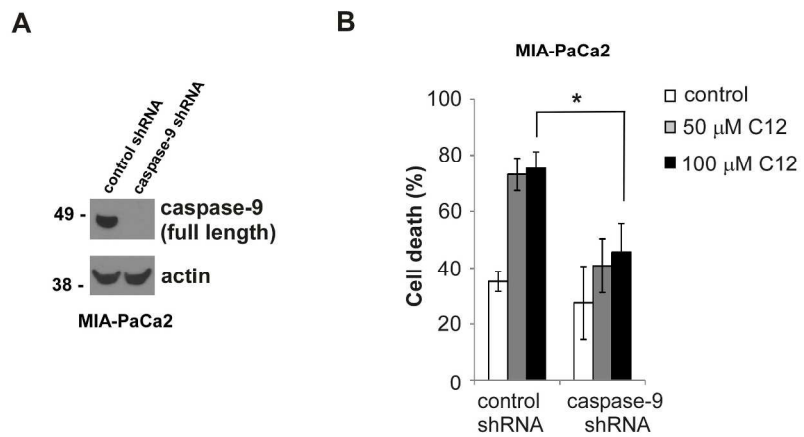 A
control shRNA
caspase-9 shRNA
49 -
caspase-9
(full length)
38 -
actin
MIA-PaCa2
B
MIA-PaCa2
*
control
50 μM C12
100 μM C12
Cell death (%)
100
80
60
40
20
0
control
shRNA
caspase-9
shRNA